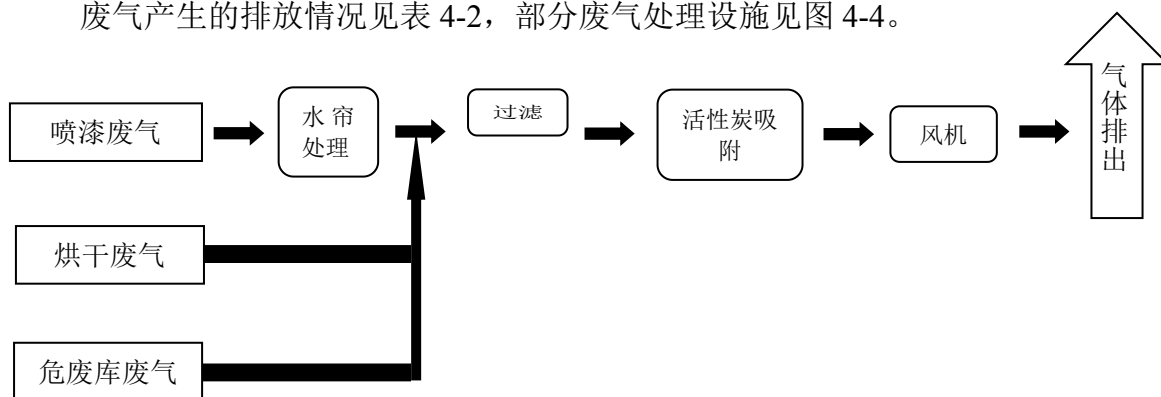 废气产生的排放情况见表 4-2，部分废气处理设施见图 4-4。
喷漆废气
水 帘
处理
过滤
活性炭吸
附
风机
气
体
排
出
烘干废气
危废库废气